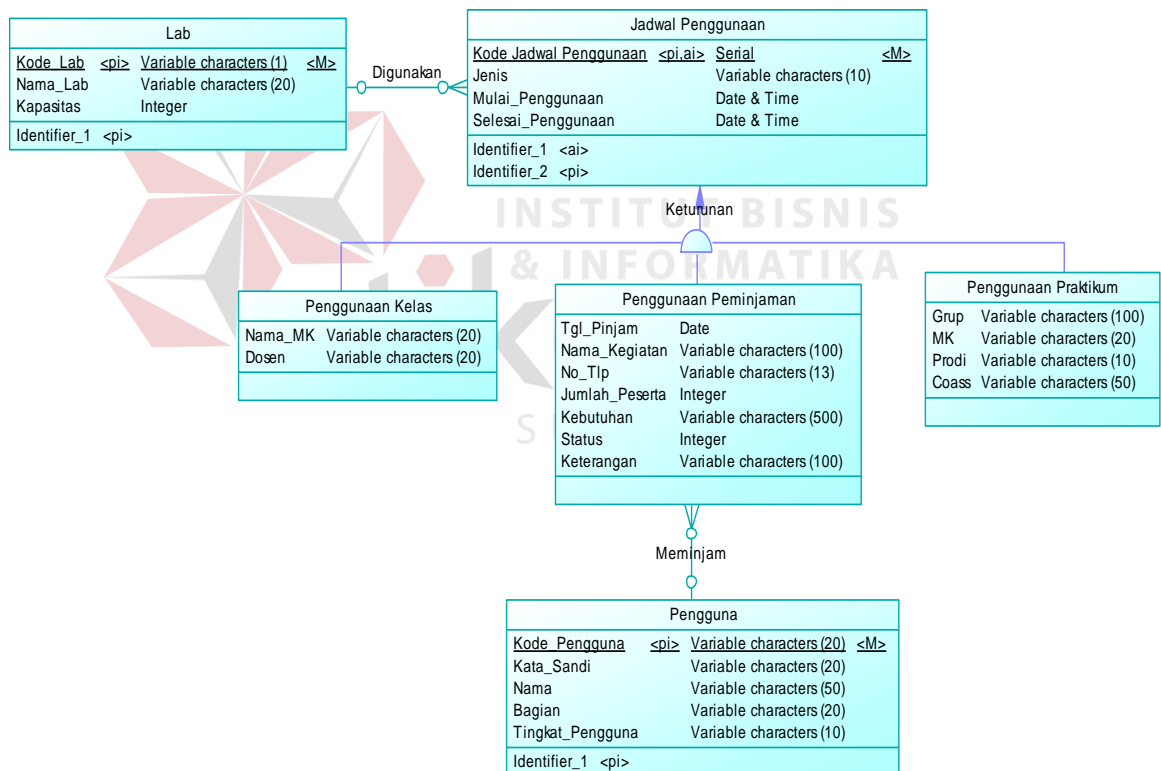 Lab
Kode_Lab <pi> Variable characters (1) <M>
Nama_Lab Variable characters (20)
Kapasitas Integer
Identifier_1 <pi>
Digunakan
Jadwal Penggunaan
Kode Jadwal Penggunaan <pi,ai> Serial <M>
Jenis Variable characters (10)
Mulai_Penggunaan Date & Time
Selesai_Penggunaan Date & Time
Identifier_1 <ai>
Identifier_2 <pi>
Keturunan
INSTITUT BISNIS
& INFORMATIKA
Penggunaan Kelas
Nama_MK Variable characters (20)
Dosen Variable characters (20)
Penggunaan Peminjaman
Tgl_Pinjam Date
Nama_Kegiatan Variable characters (100)
No_Tlp Variable characters (13)
Jumlah_Peserta Integer
Kebutuhan Variable characters (500)
Status Integer
Keterangan Variable characters (100)
Penggunaan Praktikum
Grup Variable characters (100)
MK Variable characters (20)
Prodi Variable characters (10)
Coass Variable characters (50)
Meminjam
Pengguna
Kode_Pengguna <pi> Variable characters (20) <M>
Kata_Sandi Variable characters (20)
Nama Variable characters (50)
Bagian Variable characters (20)
Tingkat_Pengguna Variable characters (10)
Identifier_1 <pi>